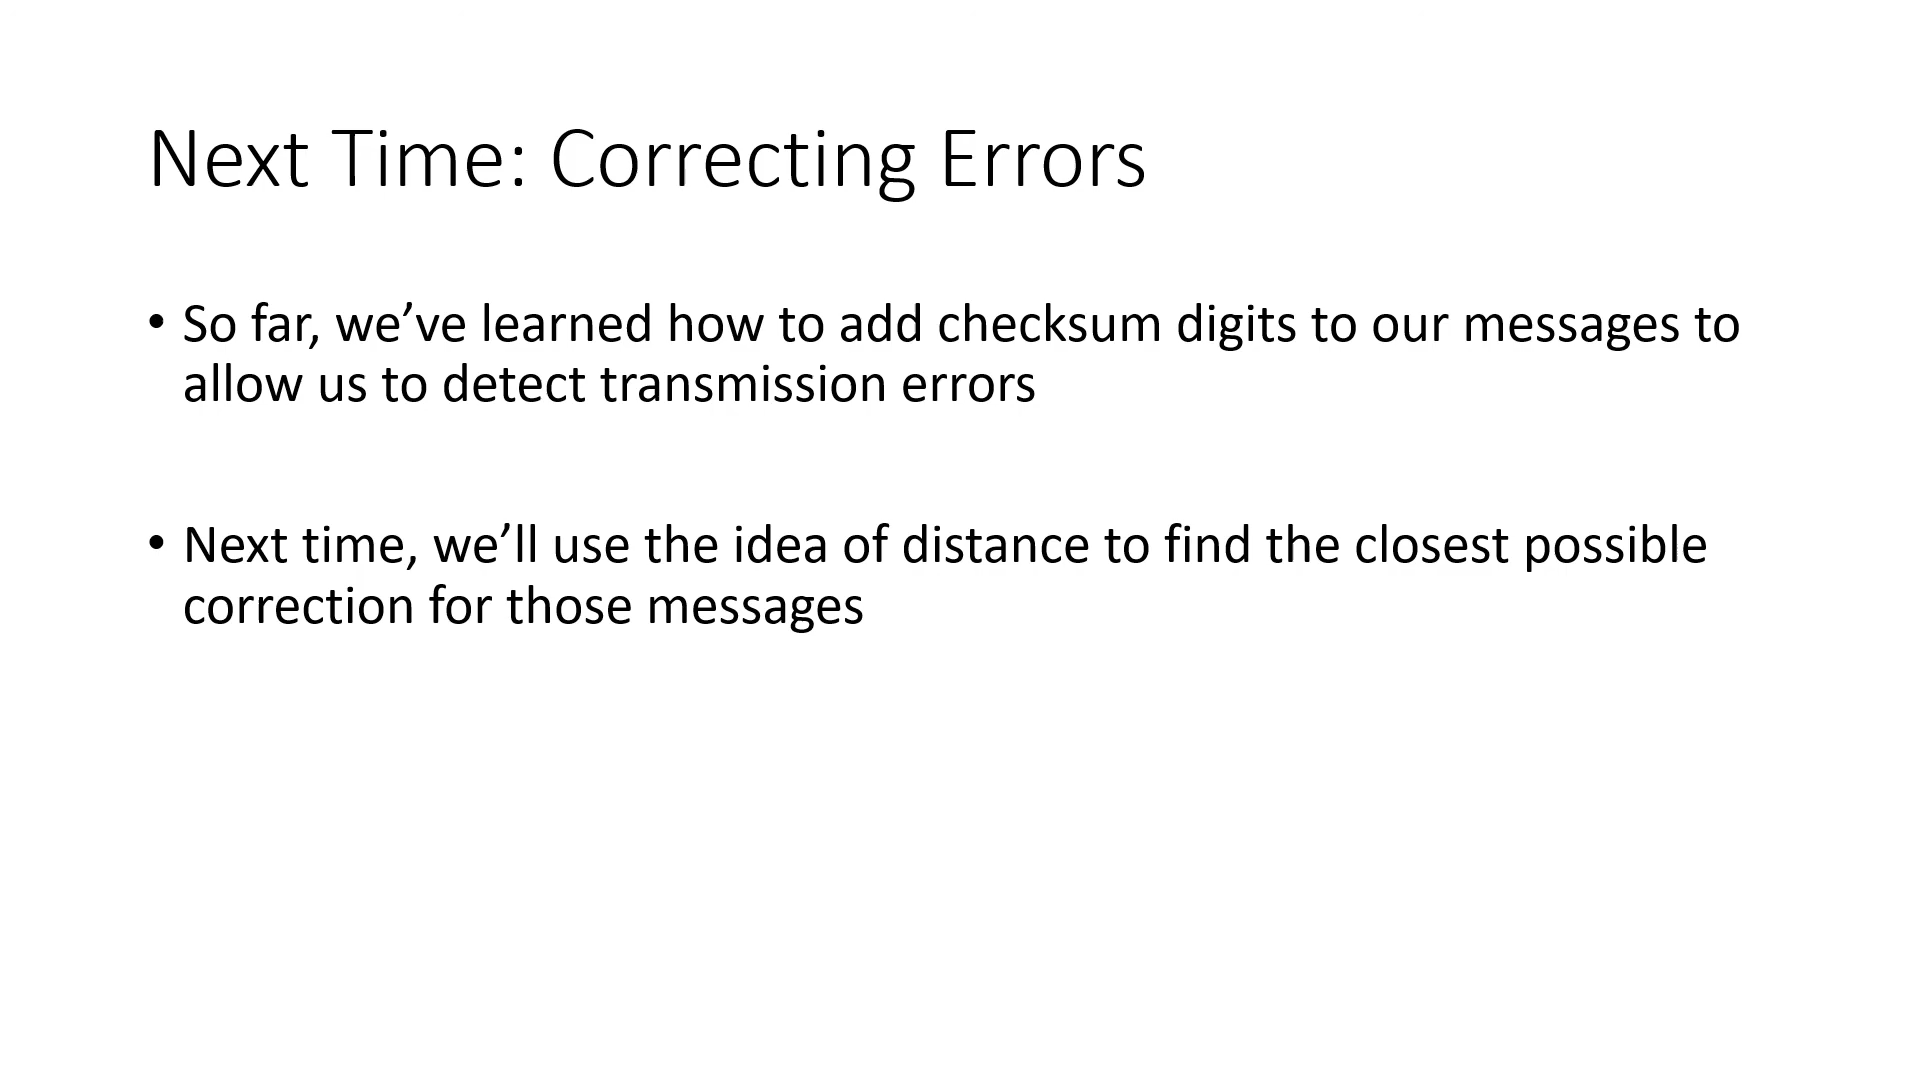 Next Time: Correcting Errors
• So far, we’ve learned how to add checksum digits to our messages to
allow us to detect transmission errors
• Next time, we’ll use the idea of distance to find the closest possible
correction for those messages